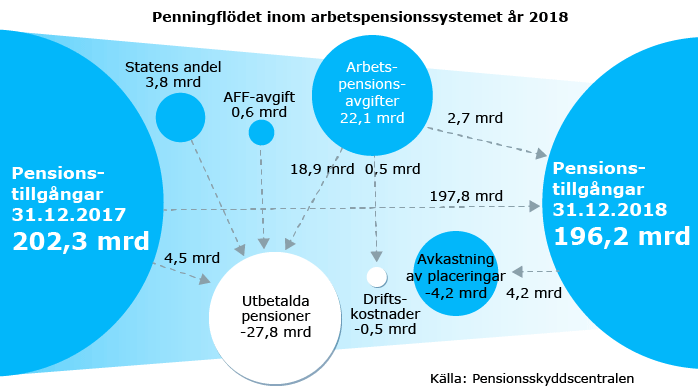 Penningflödet inom arbetspensionssystemet år 2018
Statens andel
3,8 mrd
AFF-avgift
0,6 mrd
Arbets-
pensions-
avgifter
22,1 mrd
2,7 mrd
18,9 mrd
0,5 mrd
Pensions-
tillgångar
31.12.2017
202,3 mrd
197,8 mrd
Pensions-
tillgångar
31.12.2018
196,2 mrd
4,5 mrd
Utbetalda
pensioner
-27,8 mrd
Drifts-
kostnader
-0,5 mrd
Avkastning
av placeringar
-4,2 mrd
4,2 mrd
Källa: Pensionsskyddscentralen